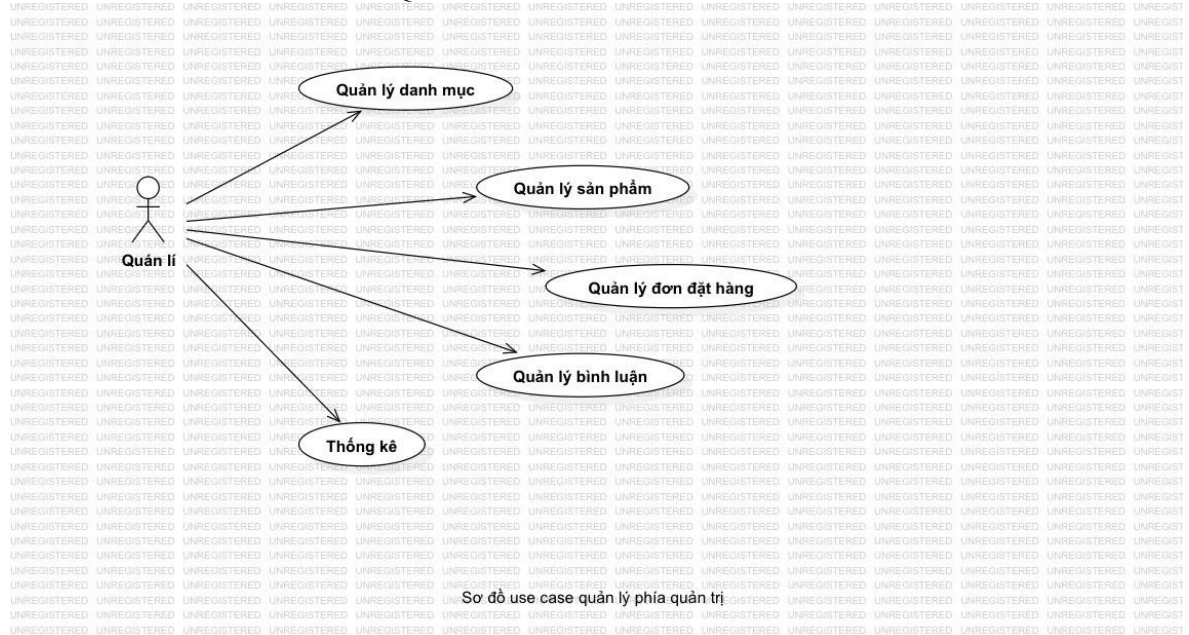 Quản lý danh mục
Quản lý sản phẩm
Quán lí
Quản lý đơn đặt hàng
Quản lý bình luận
Thống kê
Sơ đồ use case quản lý phía quản trị
UNREGISTERED